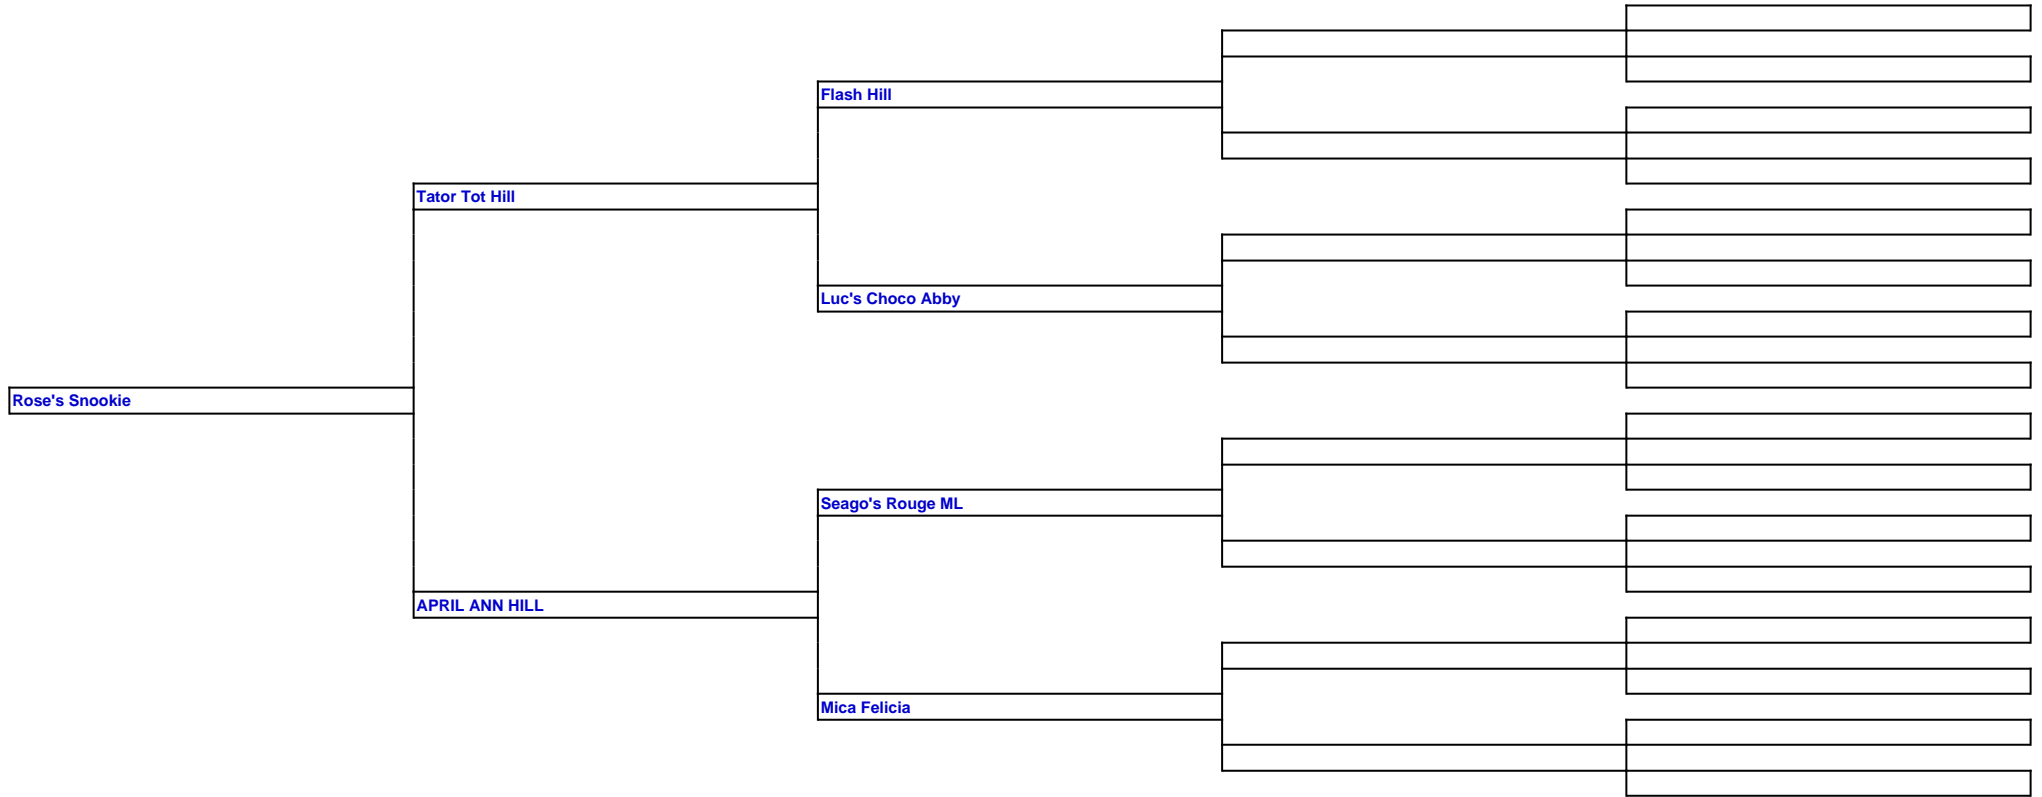 Flash Hill
Tator Tot Hill
Luc's Choco Abby
Rose's Snookie
Seago's Rouge ML
APRIL ANN HILL
Mica Felicia